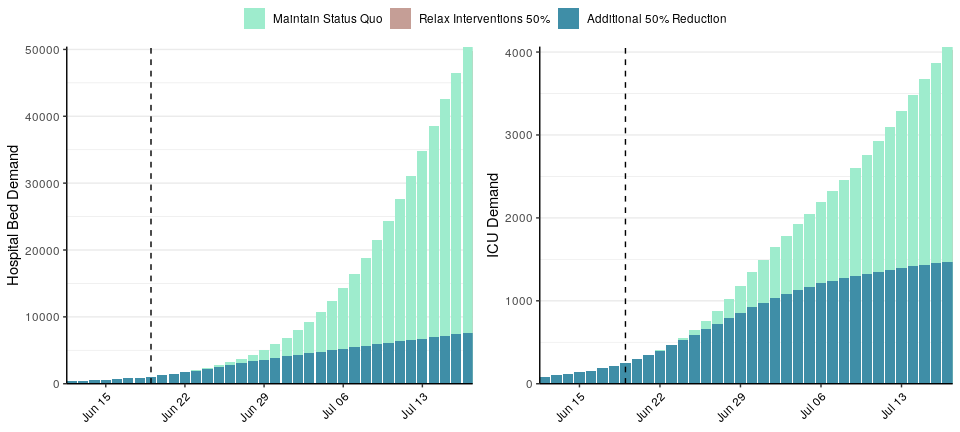 Maintain Status Quo Relax Interventions 50% Additional 50% Reduction
Hospital Bed Demand
50000
40000
30000
20000
10000
0
Jun 15 Jun 22 Jun 29 Jul 06 Jul 13
ICU Demand
4000
3000
2000
1000
0
Jun 15 Jun 22 Jun 29 Jul 06 Jul 13